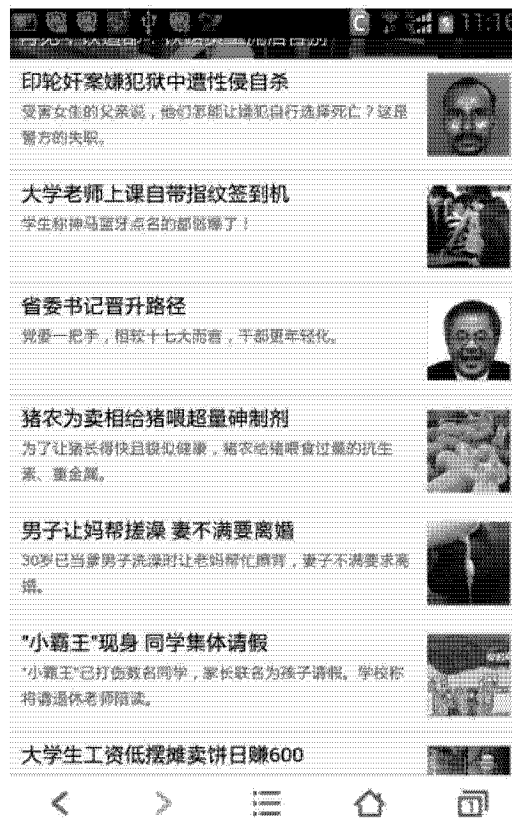 11:16
印轮奸案嫌犯狱中遭性侵自杀
受害女生的父亲说，他们怎能让嫌犯自行选择死亡？这是
警方的失职。
大学老师上课自带指纹签到机
学生称神马蓝牙点名的都弱爆了！
省委书记晋升路径
党委一把手，相较十七大而言，干部更年轻化。
猪农为卖相给猪喂超量砷制剂
为了让猪长得快且貌似健康，猪农给猪喂食过量的抗生
素、重金属。
男子让妈帮搓澡 妻不满要离婚
30岁已当爹男子洗澡时让老妈帮忙擦背，妻子不满要求离
婚。
"小霸王"现身 同学集体请假
"小霸王"已打伤数名同学，家长联名为孩子请假。学校称
将请退休老师陪读。
大学生工资低摆摊卖饼日赚600